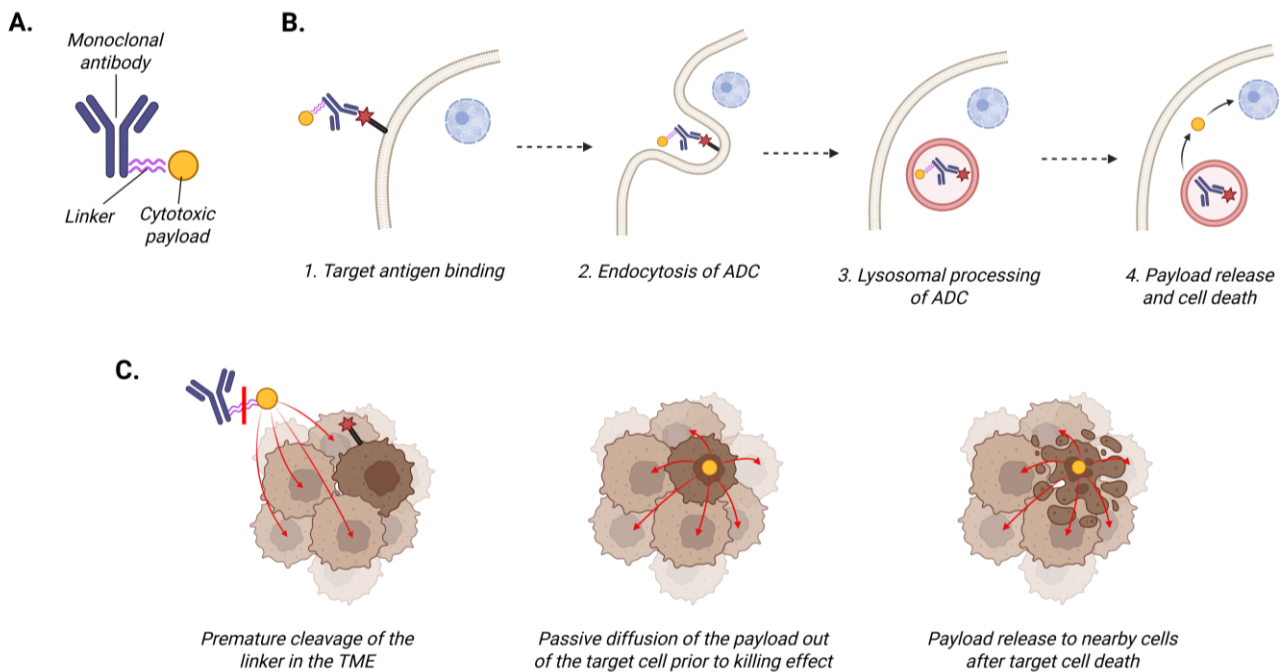 A.
Monoclonal
antibody
Linker
Cytotoxic
payload
B.
1. Target antigen binding
2. Endocytosis of ADC
3. Lysosomal processing
of ADC
4. Payload release
and cell death
C.
Premature cleavage of the
linker in the TME
Passive diffusion of the payload out
of the target cell prior to killing effect
Payload release to nearby cells
after target cell death